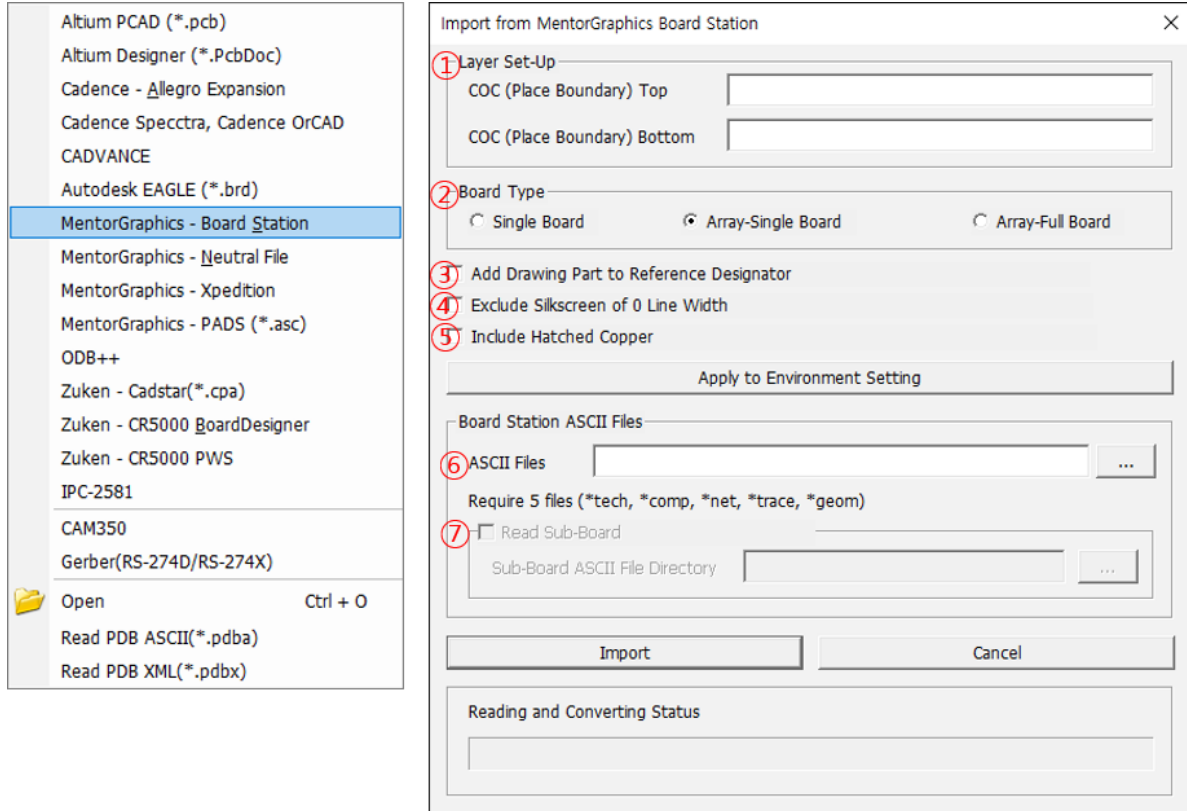 Altium PCAD (*.pcb)
Altium Designer (*.PcbDoc)
Cadence - Allegro Expansion
Cadence Specctra, Cadence OrCAD
CADVANCE
Autodesk EAGLE (*.brd)
MentorGraphics - Board Station
MentorGraphics - Neutral File
MentorGraphics - Xpedition
MentorGraphics - PADS (*.asc)
ODB++
Zuken - Cadstar(*.cpa)
Zuken - CR5000 BoardDesigner
Zuken - CR5000 PWS
IPC-2581
CAM350
Gerber(RS-274D/RS-274X)
Open Ctrl + O
Read PDB ASCII(*.pdba)
Read PDB XML(*.pdbx)
Import from MentorGraphics Board Station
① Layer Set-Up
COC (Place Boundary) Top
COC (Place Boundary) Bottom
② Board Type
Single Board Array-Single Board Array-Full Board
③ Add Drawing Part to Reference Designator
④ Exclude Silkscreen of 0 Line Width
⑤ Include Hatched Copper
Apply to Environment Setting
Board Station ASCII Files
⑥ ASCII Files ...
Require 5 files (*tech, *comp, *net, *trace, *geom)
⑦ Read Sub-Board
Sub-Board ASCII File Directory ...
Import Cancel
Reading and Converting Status